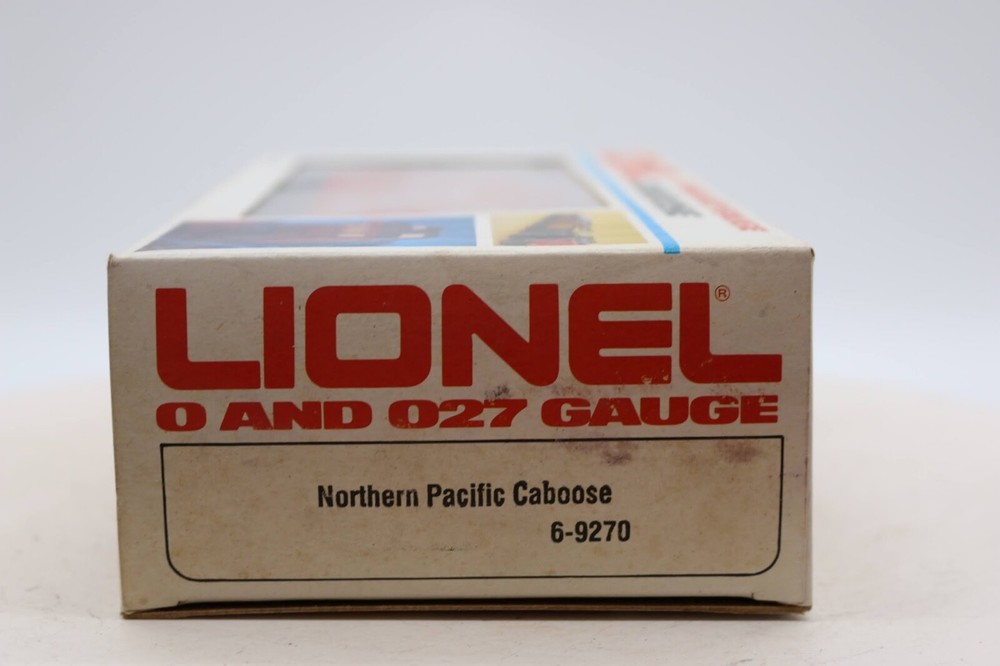 LIONEL®
O AND O27 GAUGE
Northern Pacific Caboose
6-9270